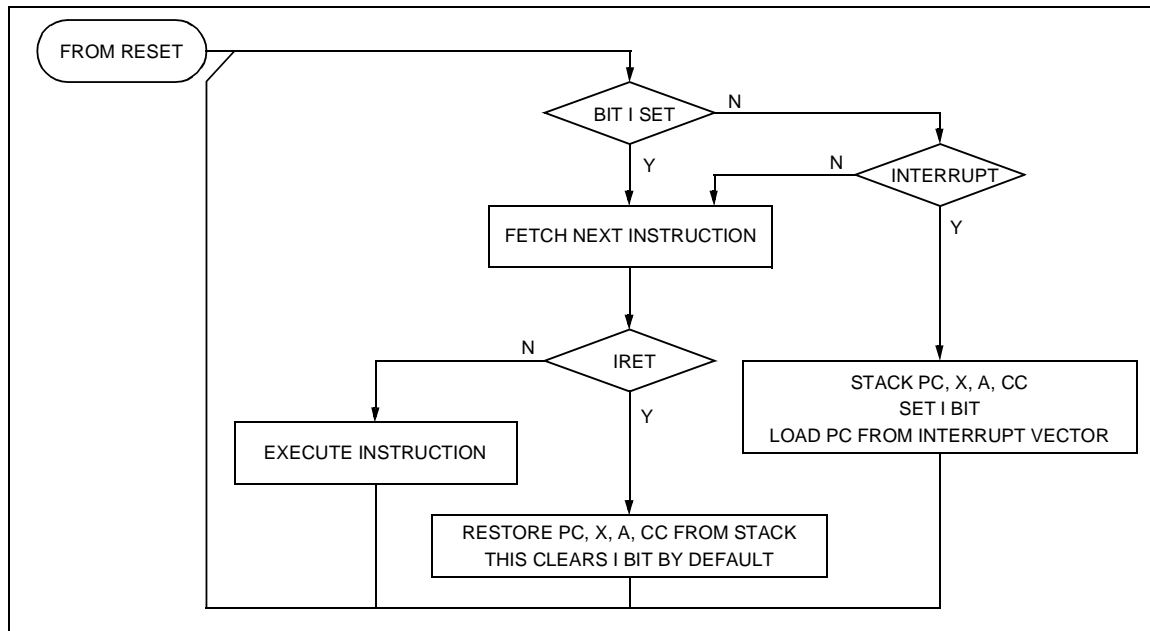 FROM RESET
BIT I SET
N
Y
N
INTERRUPT
Y
FETCH NEXT INSTRUCTION
N
IRET
Y
STACK PC, X, A, CC
SET I BIT
LOAD PC FROM INTERRUPT VECTOR
EXECUTE INSTRUCTION
RESTORE PC, X, A, CC FROM STACK
THIS CLEARS I BIT BY DEFAULT